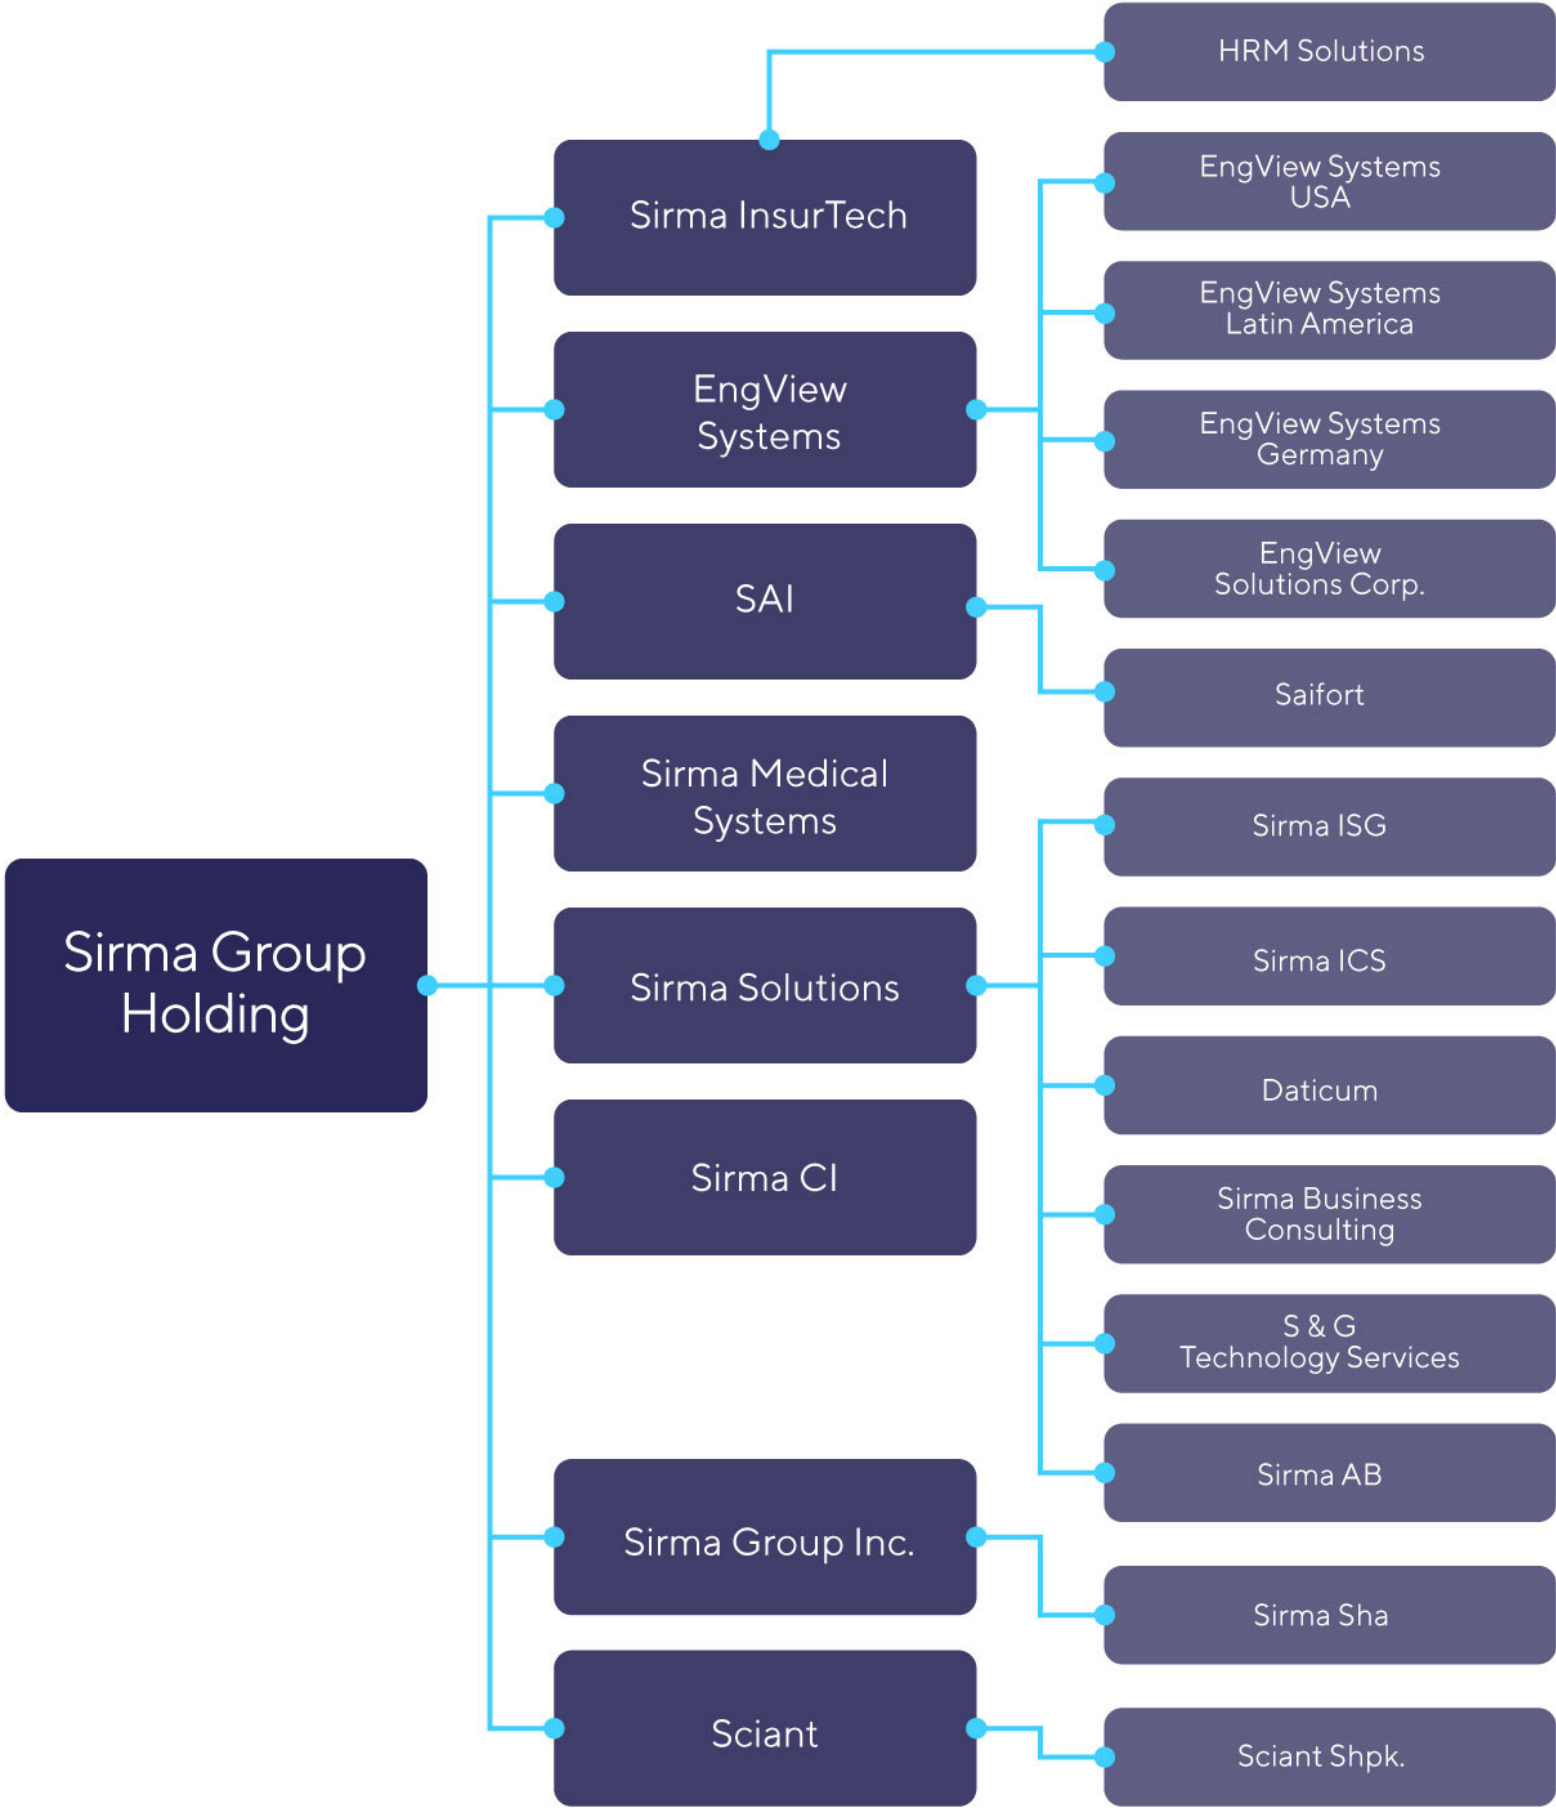 HRM Solutions
Sirma InsurTech
EngView Systems
USA
EngView Systems
Latin America
EngView
Systems
EngView Systems
Germany
EngView
Solutions Corp.
SAI
Saifort
Sirma Medical
Systems
Sirma ISG
Sirma Group
Holding
Sirma Solutions
Sirma ICS
Daticum
Sirma CI
Sirma Business
Consulting
S & G
Technology Services
Sirma AB
Sirma Group Inc.
Sirma Sha
Sciant
Sciant Shpk.